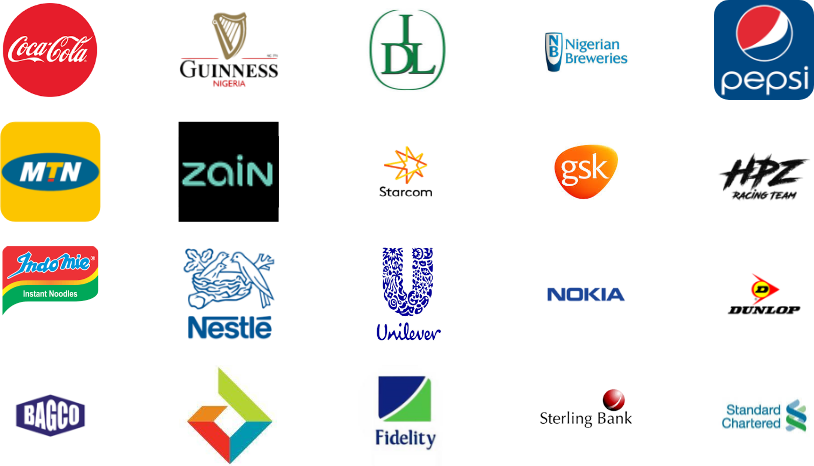 Coca-Cola
GUINNESS
NIGERIA
IDL
NB
Nigerian
Breweries
pepsi
MTN
zain
Starcom
gsk
HPZ
RACING TEAM
Indomie
Instant Noodles
Nestlé
U
Unilever
NOKIA
D
DUNLOP
BAGCO
Fidelity
Sterling Bank
Standard
Chartered